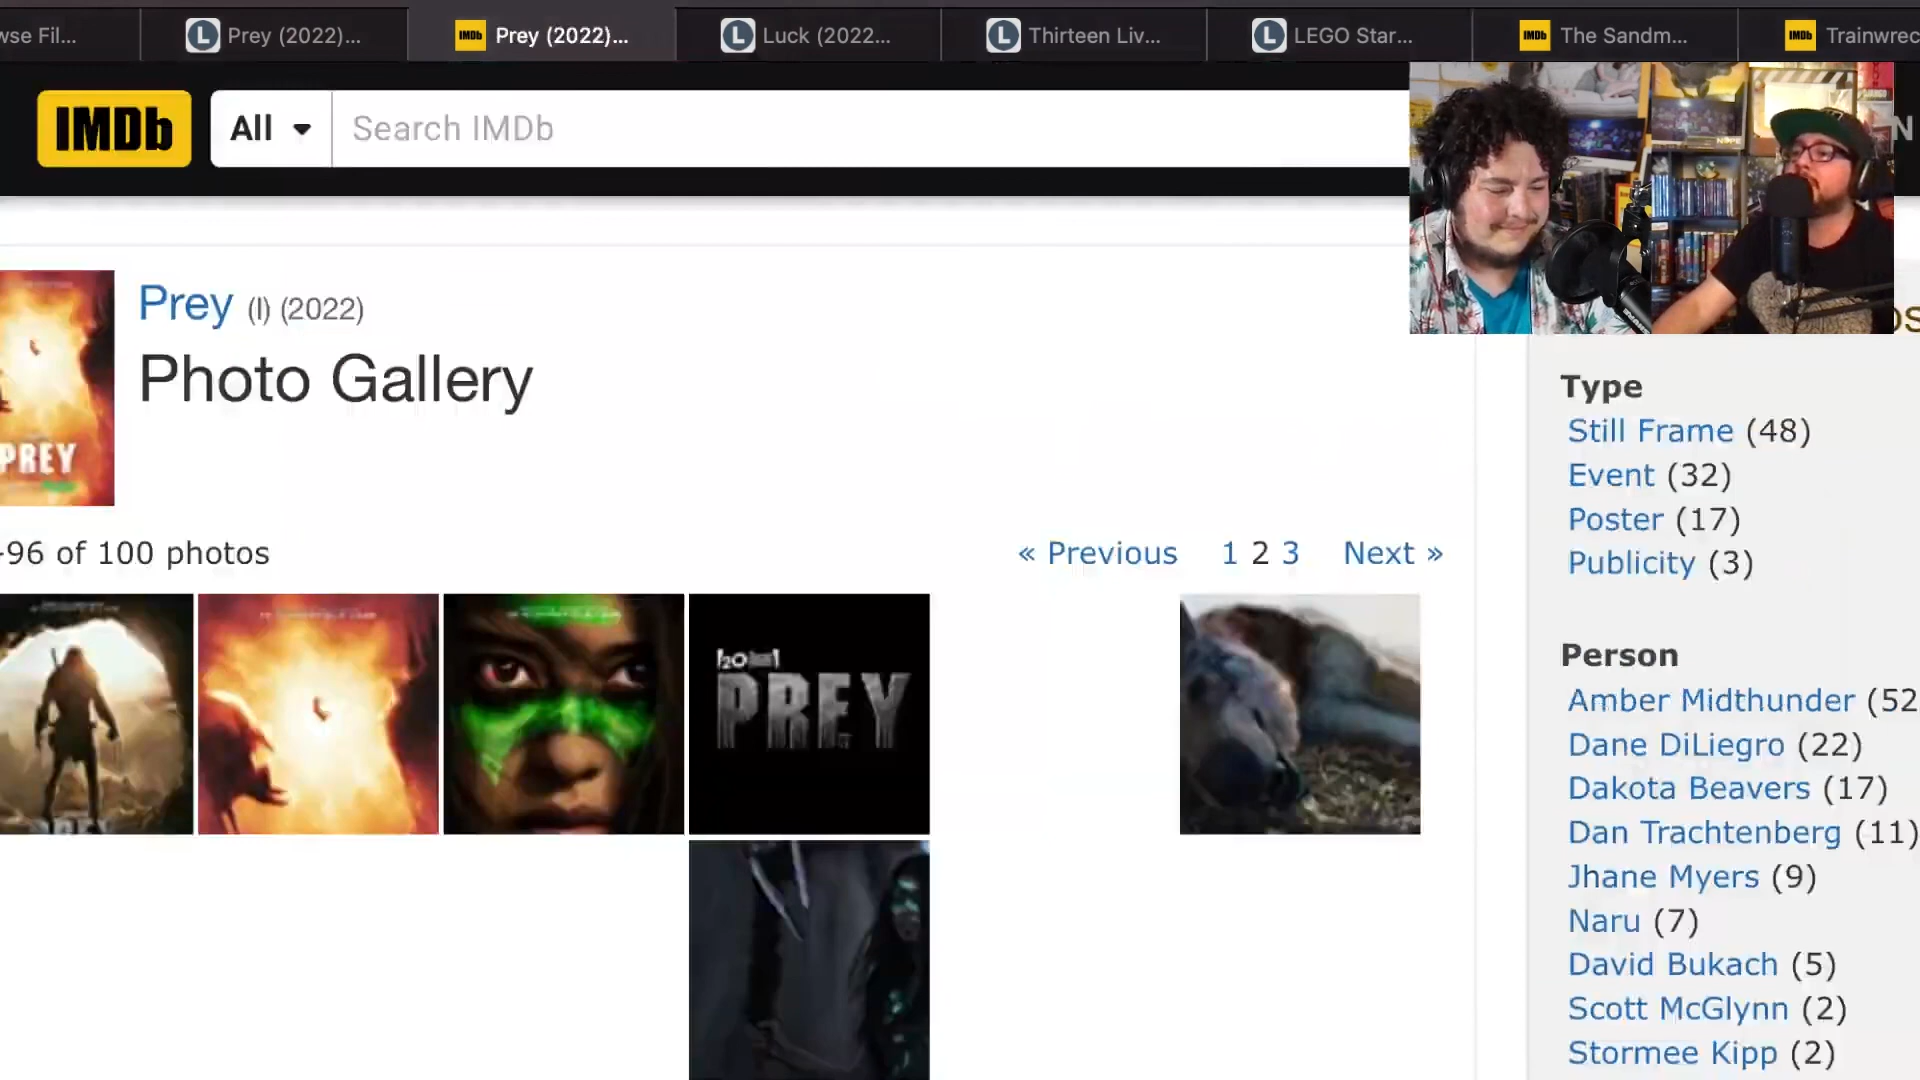 wse Fil...
Prey (2022)...
IMDb Prey (2022)...
Luck (2022...
Thirteen Liv...
LEGO Star...
IMDb The Sandm...
IMDb Trainwrec
IMDb All Search IMDb
N
Prey (I) (2022)
Photo Gallery
PREY
-96 of 100 photos
« Previous 1 2 3 Next »
PREY
Type
Still Frame (48)
Event (32)
Poster (17)
Publicity (3)
Person
Amber Midthunder (52
Dane DiLiegro (22)
Dakota Beavers (17)
Dan Trachtenberg (11)
Jhane Myers (9)
Naru (7)
David Bukach (5)
Scott McGlynn (2)
Stormee Kipp (2)